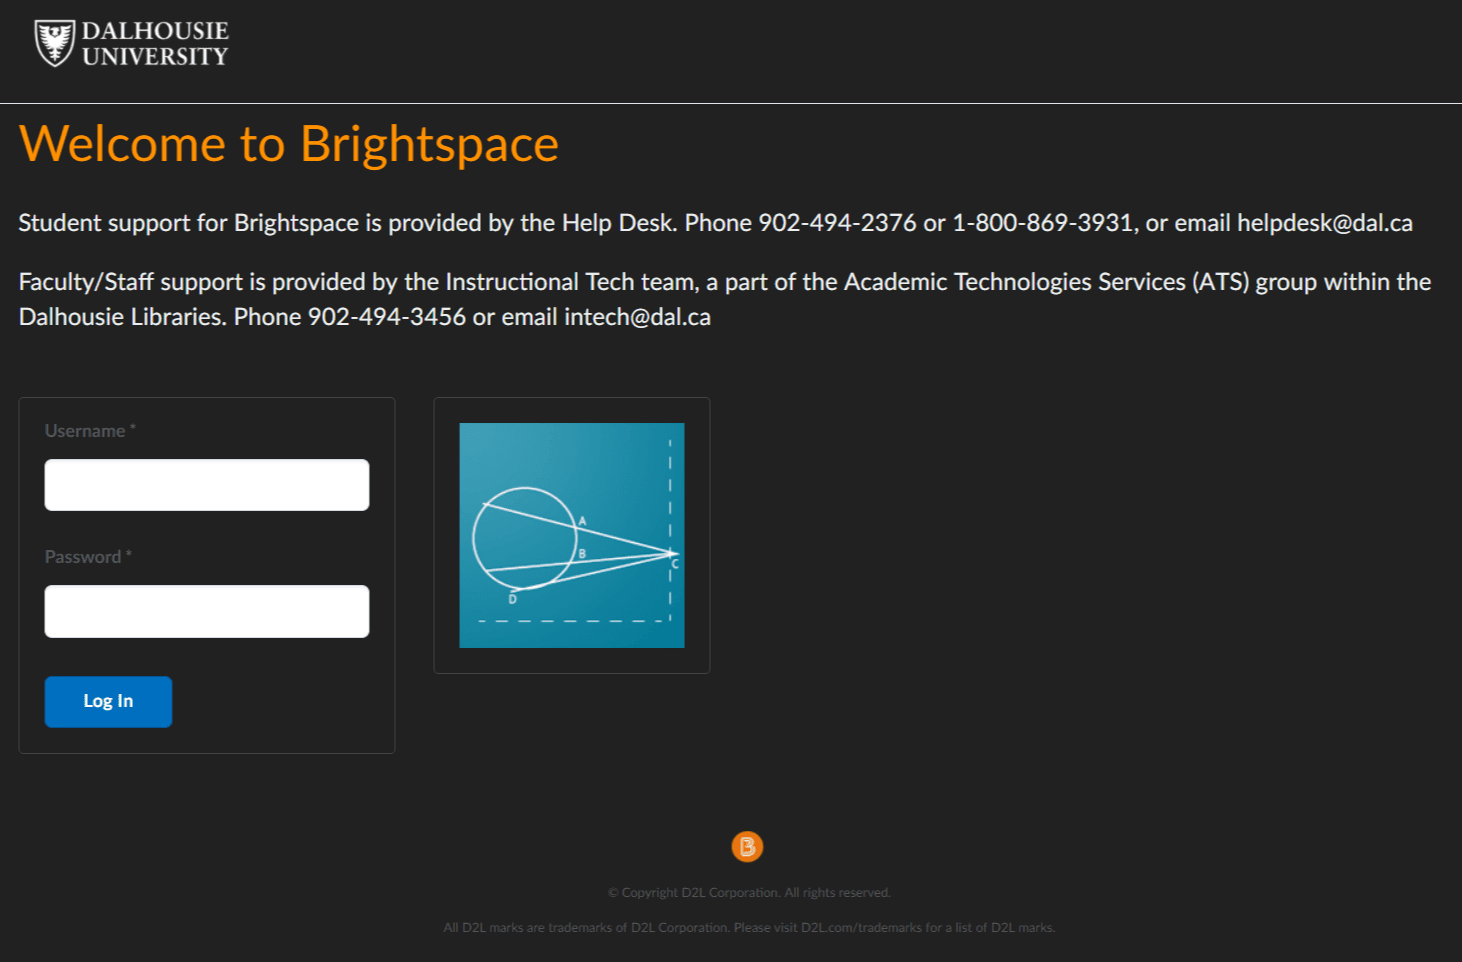 DALHOUSIE
UNIVERSITY
Welcome to Brightspace
Student support for Brightspace is provided by the Help Desk. Phone 902-494-2376 or 1-800-869-3931, or email helpdesk@dal.ca
Faculty/Staff support is provided by the Instructional Tech team, a part of the Academic Technologies Services (ATS) group within the
Dalhousie Libraries. Phone 902-494-3456 or email intech@dal.ca
Username *
Password *
Log In
A
B
C
D
B
© Copyright D2L Corporation. All rights reserved.
All D2L marks are trademarks of D2L Corporation. Please visit D2L.com/trademarks for a list of D2L marks.